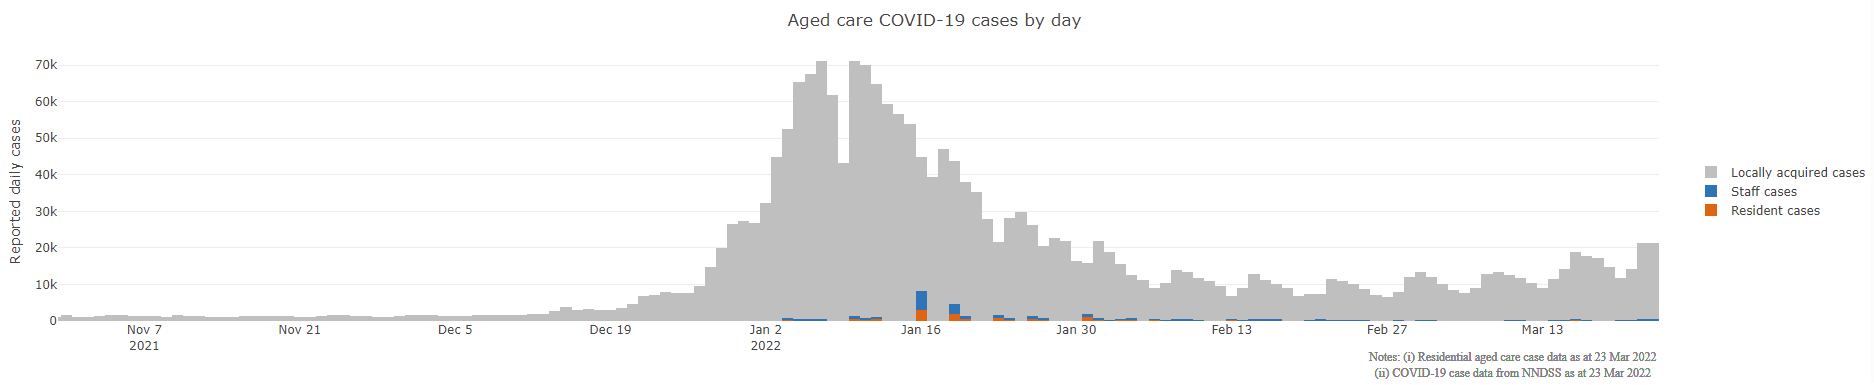 Aged care COVID-19 cases by day
Reported daily cases
70k
60k
50k
40k
30k
20k
10k
0
Nov 7
2021
Nov 21
Dec 5
Dec 19
Jan 2
2022
Jan 16
Jan 30
Feb 13
Feb 27
Mar 13
Locally acquired cases
Staff cases
Resident cases
Notes: (i) Residential aged care case data as at 23 Mar 2022
(ii) COVID-19 case data from NNDSS as at 23 Mar 2022